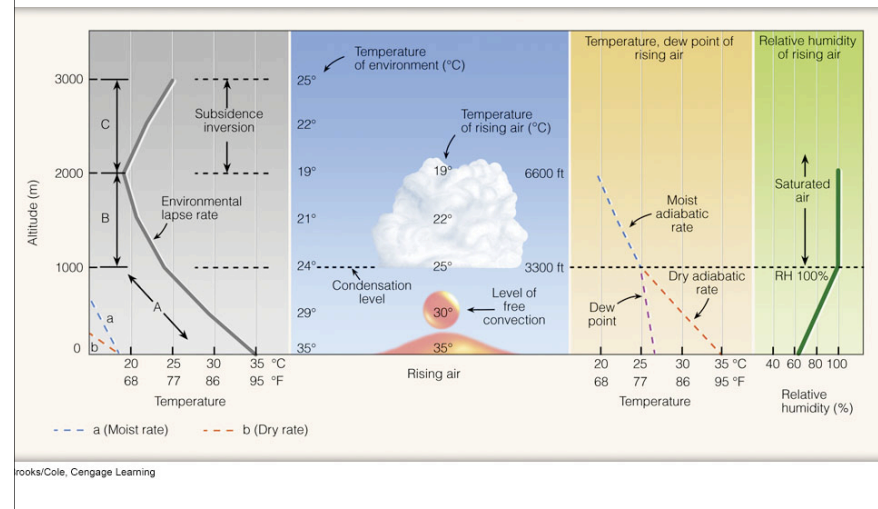 3000
2000
1000
0
Altitude (m)
C
B
A
a
b
Subsidence
inversion
Environmental
lapse rate
20 25 30 35 °C
68 77 86 95 °F
Temperature
a (Moist rate)
b (Dry rate)
Temperature
of environment (°C)
25°
22°
19°
21°
24°
29°
35°
Temperature
of rising air (°C)
19°
22°
25°
30°
35°
6600 ft
3300 ft
Condensation
level
Level of
free
convection
Rising air
Temperature, dew point of
rising air
Moist
adiabatic
rate
Dry adiabatic
rate
Dew
point
20 25 30 35 °C
68 77 86 95 °F
Temperature
Relative humidity
of rising air
Saturated
air
RH 100%
40 60 80 100
Relative
humidity (%)
rooks/Cole, Cengage Learning